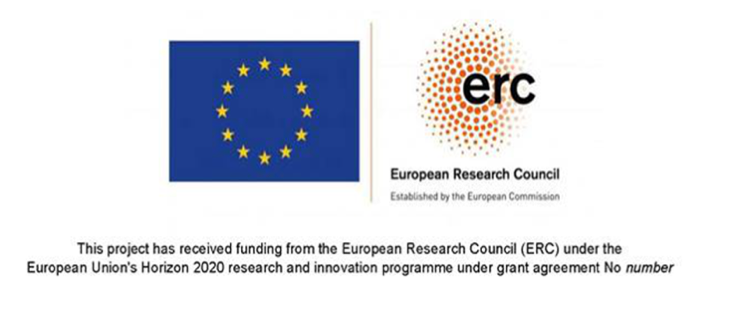 erc
European Research Council
Established by the European Commission
This project has received funding from the European Research Council (ERC) under the
European Union's Horizon 2020 research and innovation programme under grant agreement No number